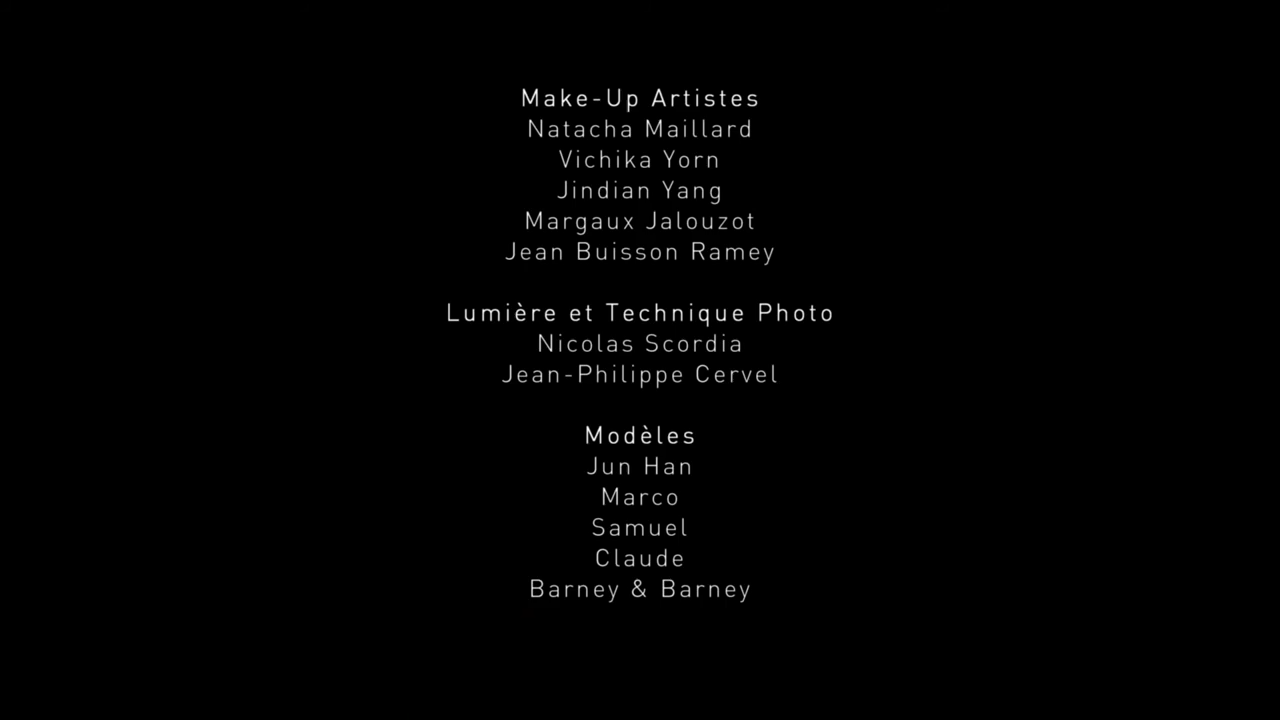 Make-Up Artistes
Natacha Maillard
Vichika Yorn
Jindian Yang
Margaux Jalouzot
Jean Buisson Ramey
Lumière et Technique Photo
Nicolas Scordia
Jean-Philippe Cervel
Modèles
Jun Han
Marco
Samuel
Claude
Barney & Barney